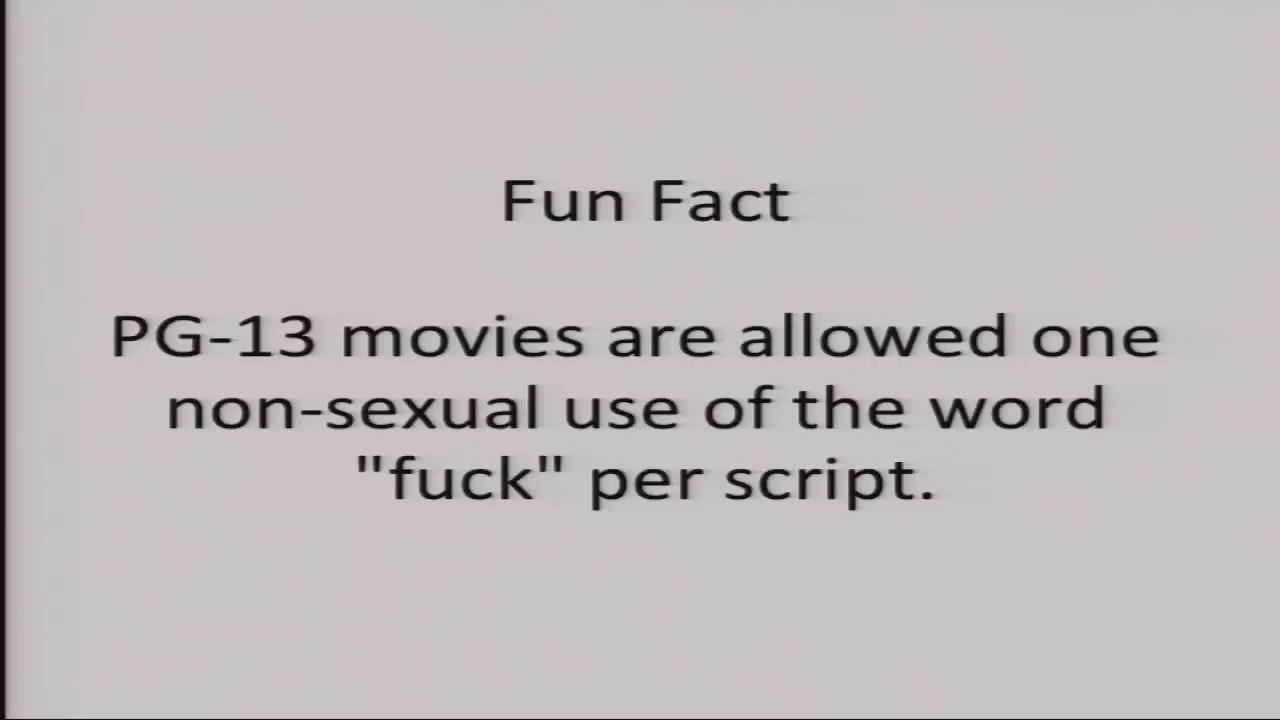 Fun Fact
PG-13 movies are allowed one
non-sexual use of the word
"fuck" per script.